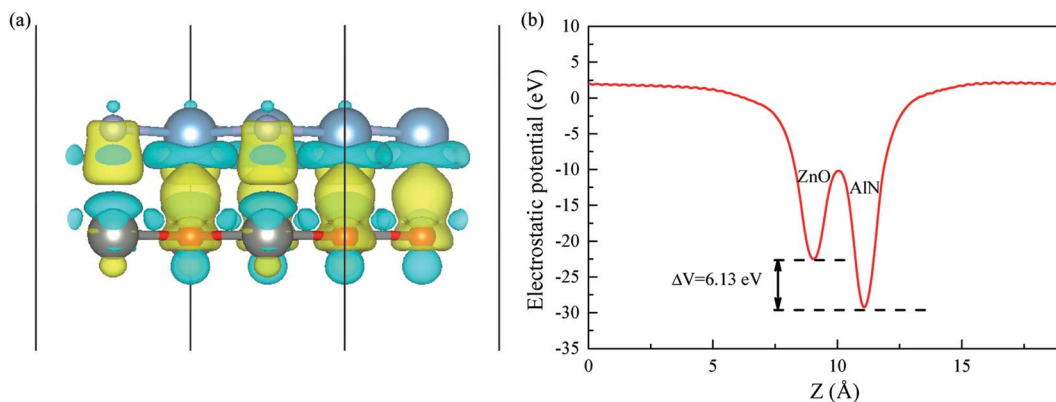 (a)
(b)
Electrostatic potential (eV)
10
5
0
-5
-10
-15
-20
-25
-30
-35
ZnO
AlN
ΔV=6.13 eV
0
5
10
15
Z (Å)